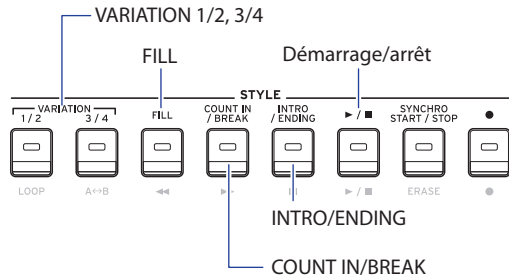 VARIATION 1/2, 3/4
FILL
Démarrage/arrêt
STYLE
VARIATION
1 / 2
3 / 4
FILL
COUNT IN
/ BREAK
INTRO
/ ENDING
►/■
SYNCHRO
START / STOP
●
LOOP
A↔B
◄◄
►/■
ERASE
●
INTRO/ENDING
COUNT IN/BREAK